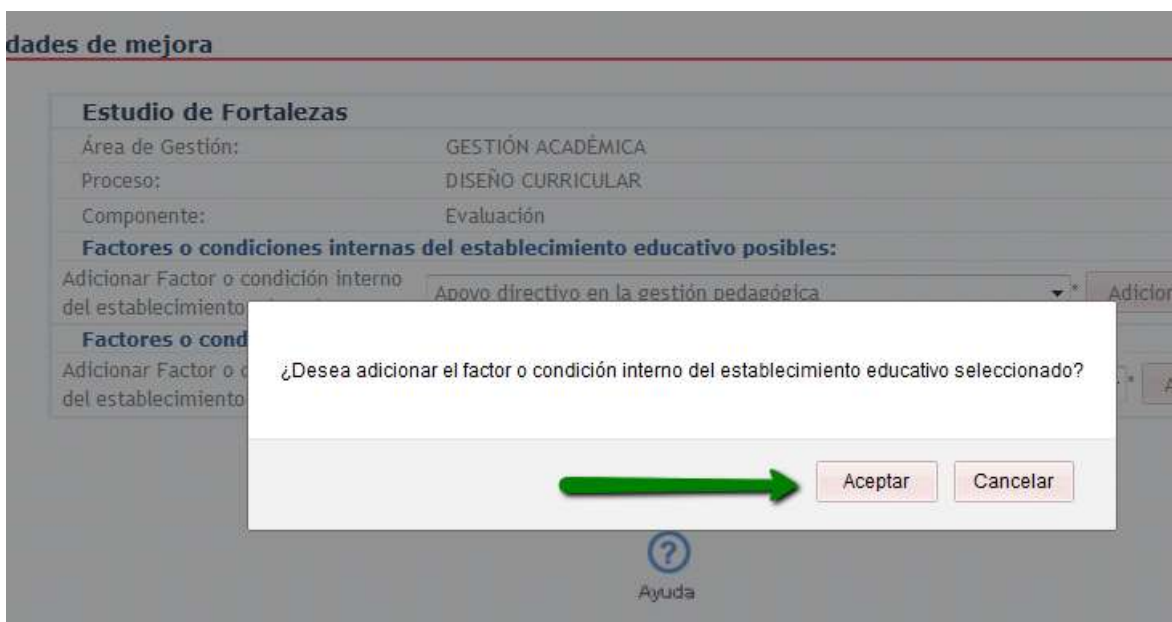 dades de mejora
Estudio de Fortalezas
Área de Gestión: GESTIÓN ACADÉMICA
Proceso: DISEÑO CURRICULAR
Componente: Evaluación
Factores o condiciones internas del establecimiento educativo posibles:
Adicionar Factor o condición interno
del establecimiento
Apoyo directivo en la gestión pedagógica * Adicion
Factores o cond
Adicionar Factor o c
del establecimiento
* A
¿Desea adicionar el factor o condición interno del establecimiento educativo seleccionado?
Aceptar Cancelar
?
Ayuda